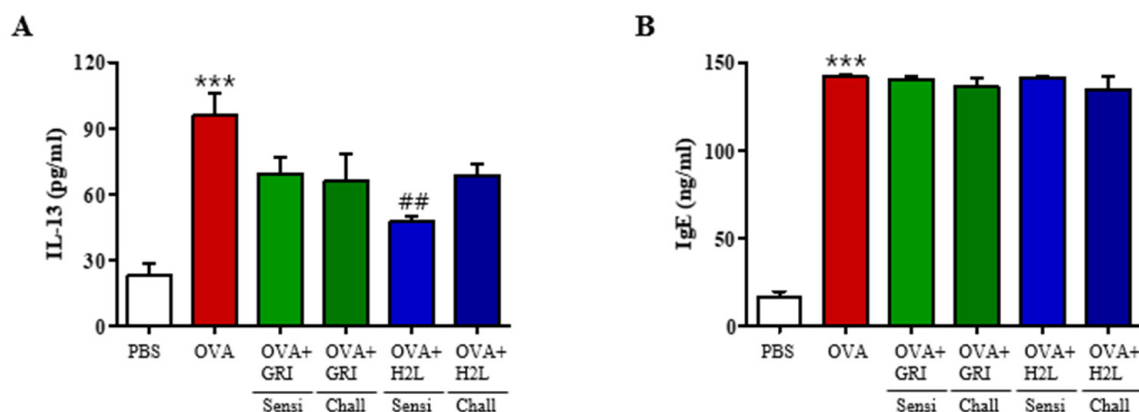 A
IL-13 (pg/ml)
120
90
60
30
0
***
##
PBS OVA OVA+ OVA+ OVA+ OVA+
GRI GRI H2L H2L
Sensi Chall Sensi Chall
B
IgE (ng/ml)
150
100
50
0
***
PBS OVA OVA+ OVA+ OVA+ OVA+
GRI GRI H2L H2L
Sensi Chall Sensi Chall